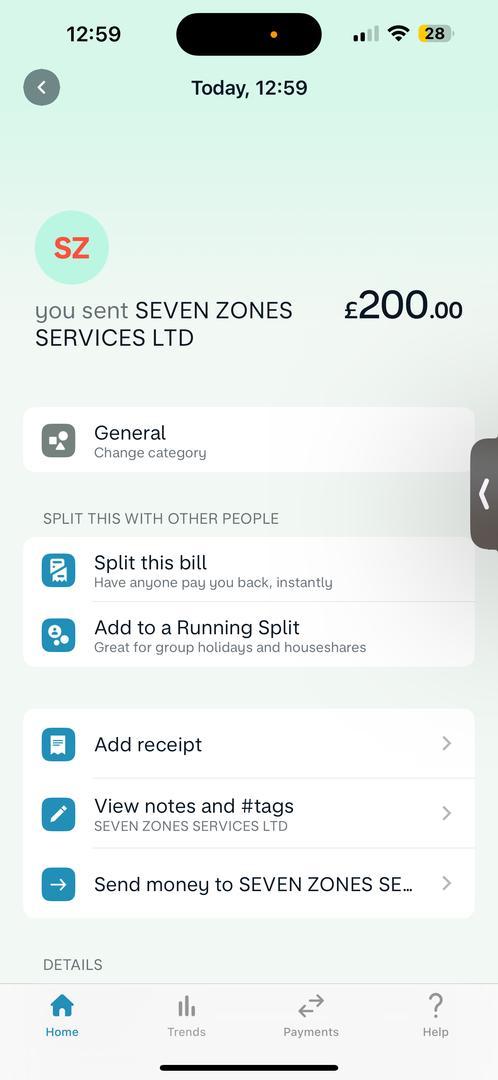 12:59
28
Today, 12:59
SZ
you sent SEVEN ZONES
SERVICES LTD
£200.00
General
Change category
SPLIT THIS WITH OTHER PEOPLE
Split this bill
Have anyone pay you back, instantly
Add to a Running Split
Great for group holidays and houseshares
Add receipt
View notes and #tags
SEVEN ZONES SERVICES LTD
Send money to SEVEN ZONES SE...
DETAILS
Home
Trends
Payments
Help